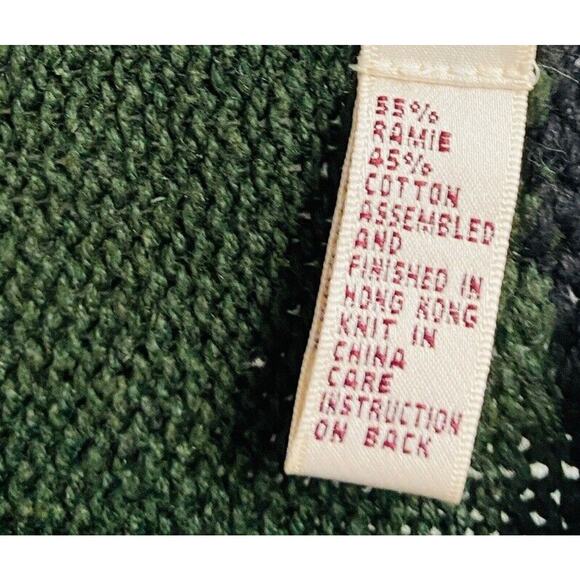 55%
RAMIE
45%
COTTON
ASSEMBLED
AND
FINISHED IN
HONG KONG
KNIT IN
CHINA
CARE
INSTRUCTION
ON BACK